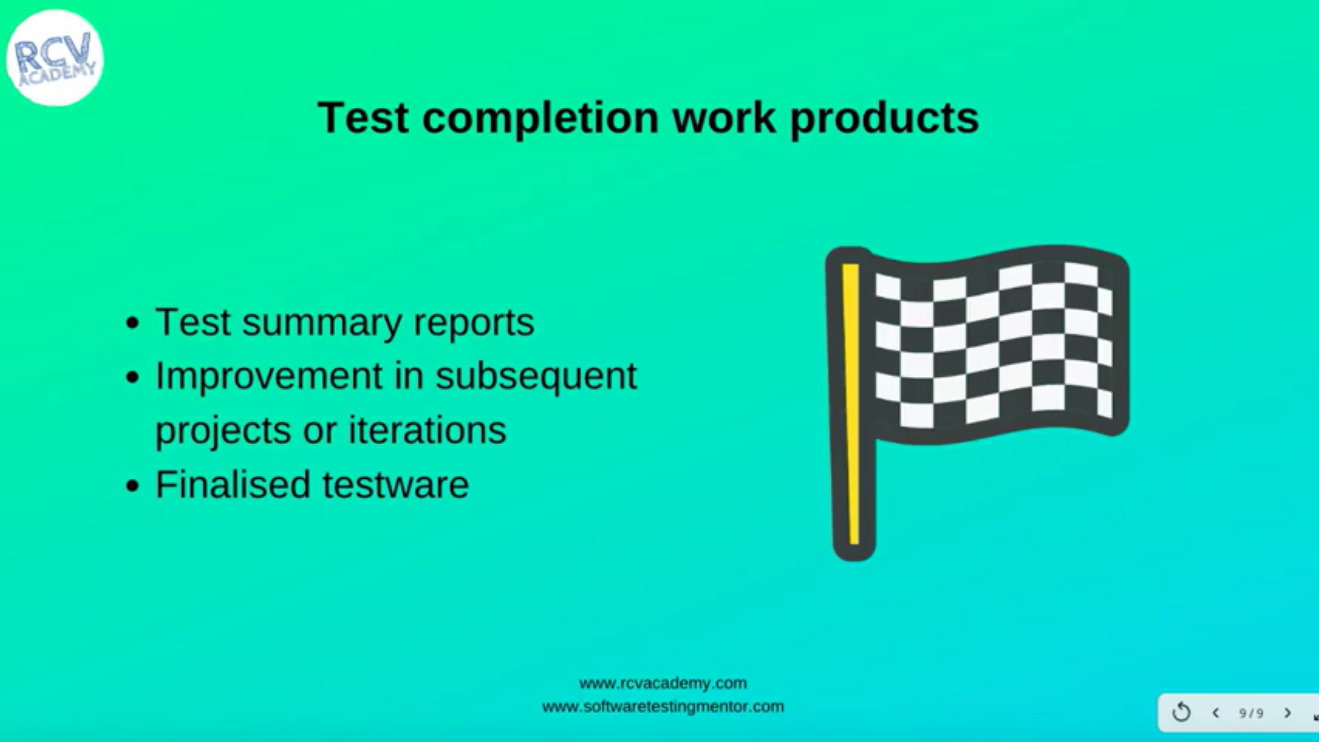 RCV
ACADEMY
Test completion work products
• Test summary reports
• Improvement in subsequent
projects or iterations
• Finalised testware
www.rcvacademy.com
www.softwaretestingmentor.com
9/9